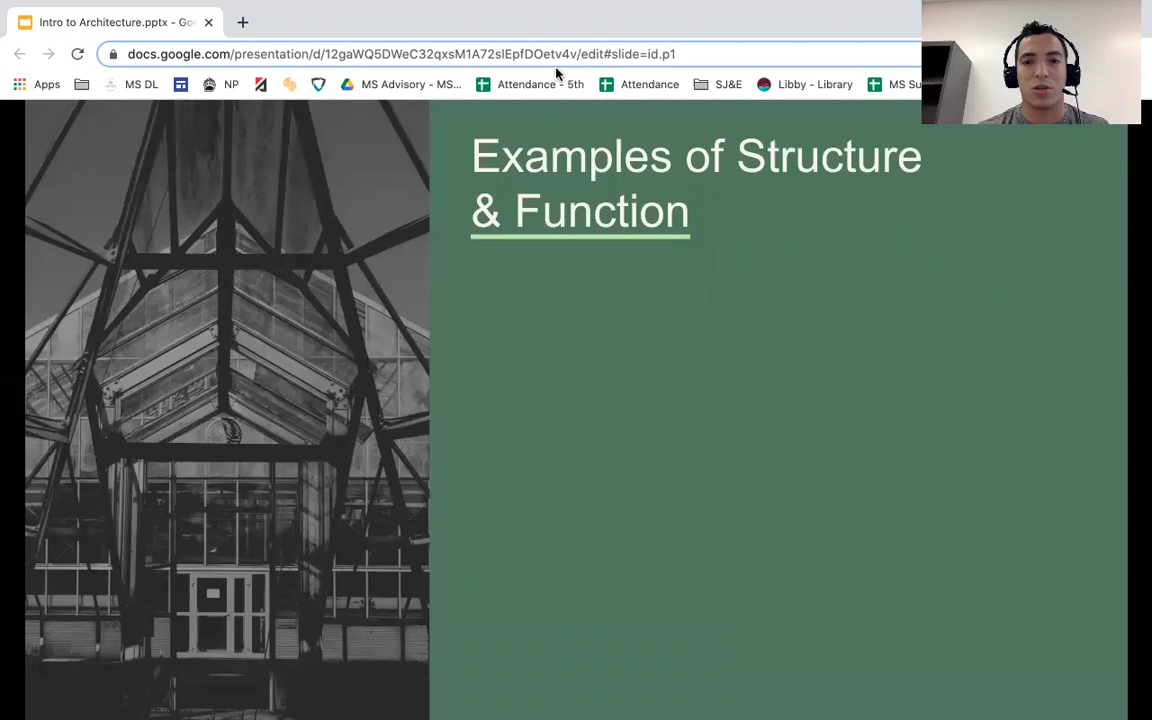 Intro to Architecture.pptx - Go
docs.google.com/presentation/d/12gaWQ5DWeC32qxsM1A72sIEpfDOetv4v/edit#slide=id.p1
Apps MS DL NP MS Advisory - MS... Attendance - 5th Attendance SJ&E Libby - Library MS Su
Examples of Structure
& Function